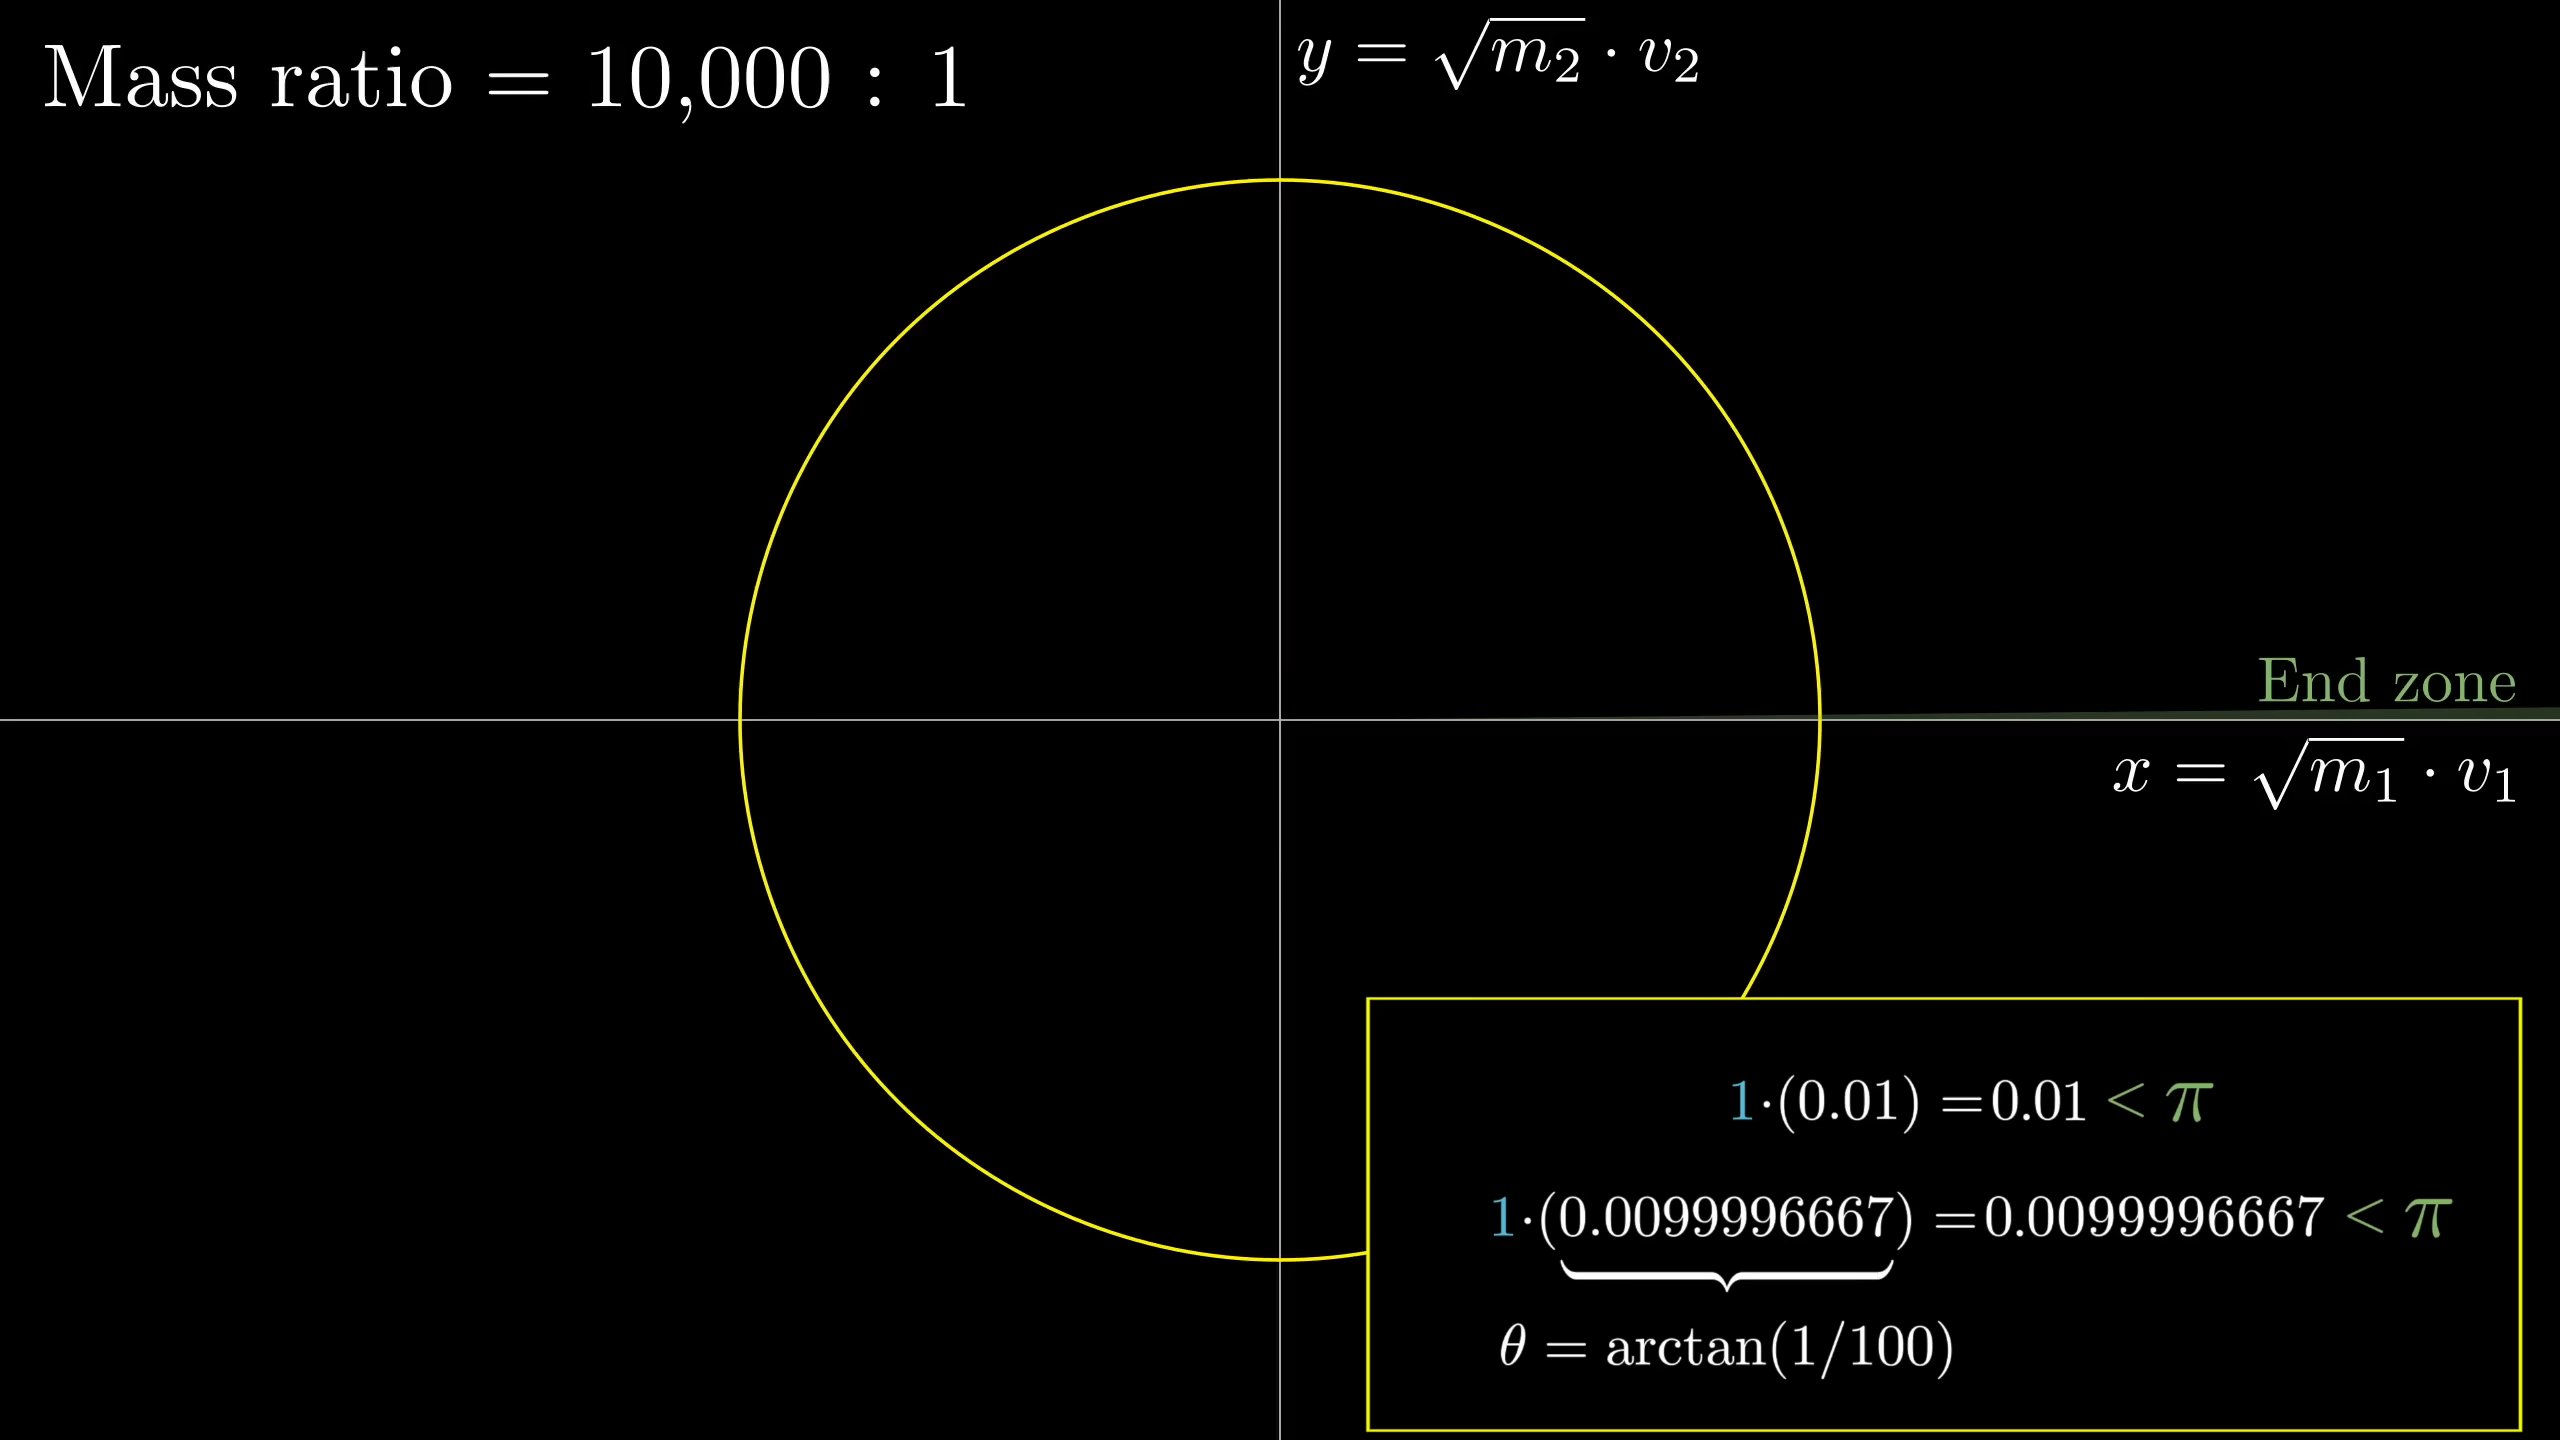 Mass ratio = 10,000 : 1
y = √m₂ · v₂
End zone
x = √m₁ · v₁
1·(0.01) = 0.01 < π
1·(0.0099996667) = 0.0099996667 < π
θ = arctan(1/100)